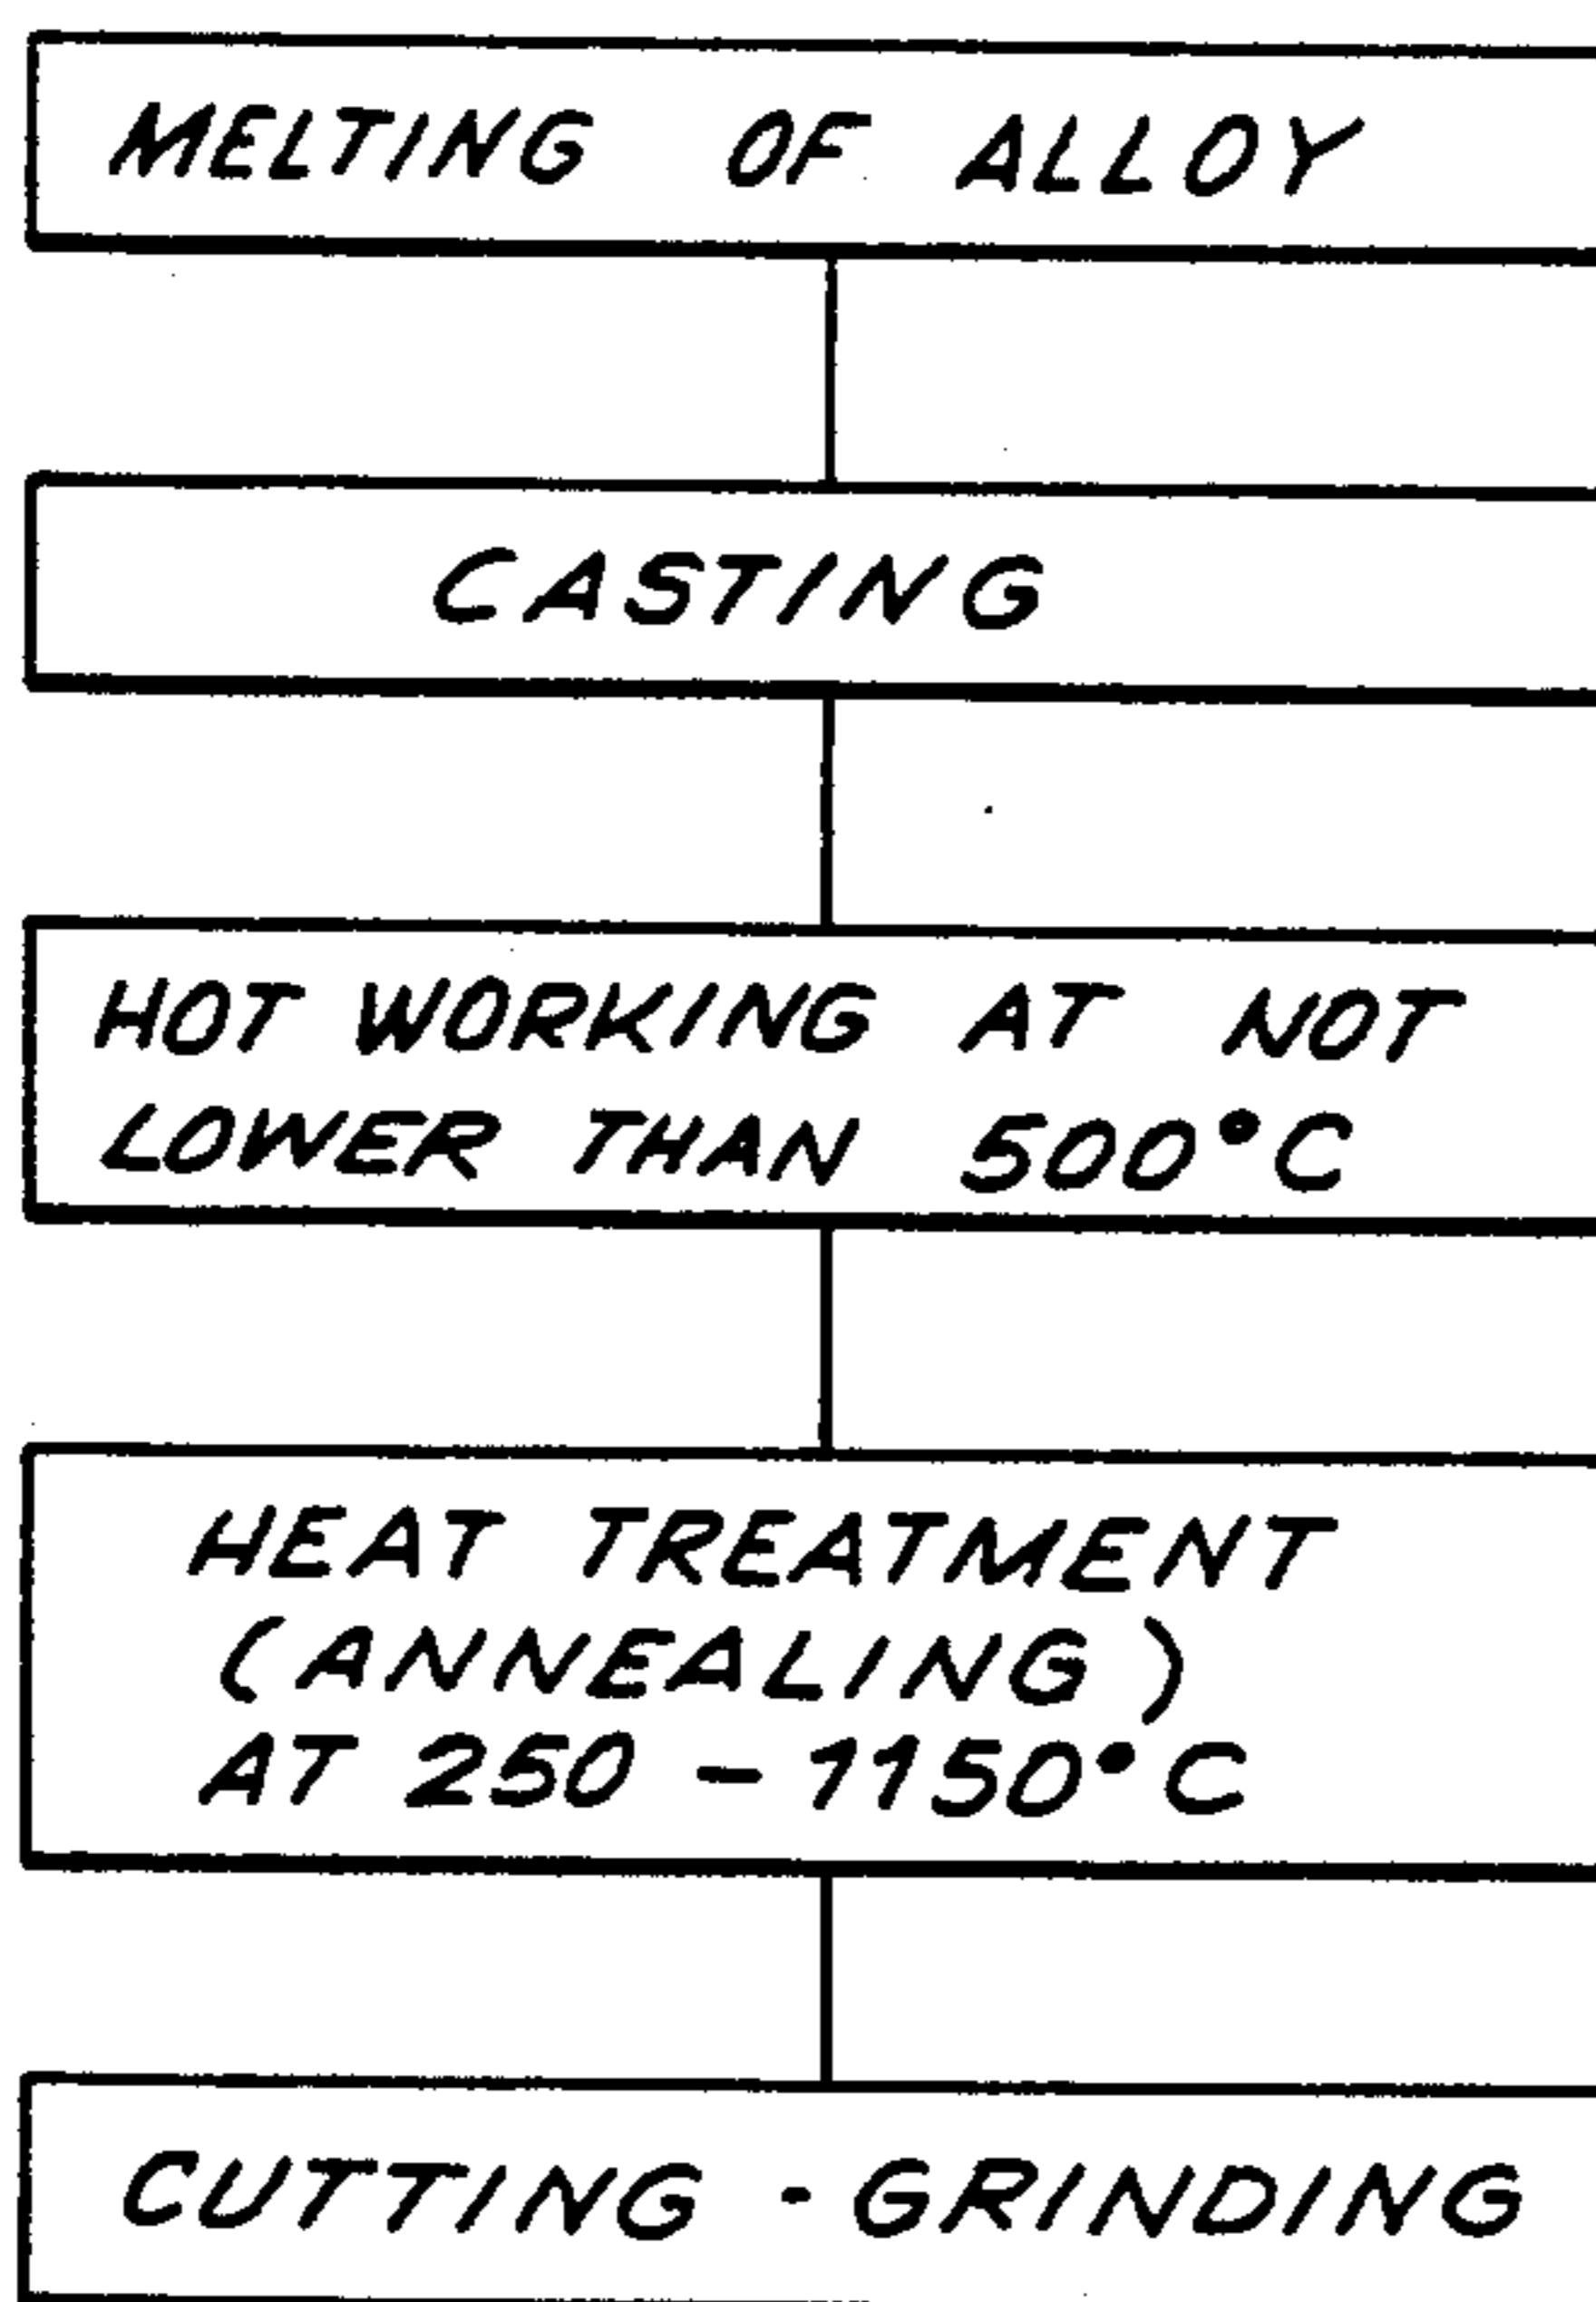 MELTING OF ALLOY
CASTING
HOT WORKING AT NOT
LOWER THAN 500°C
HEAT TREATMENT
(ANNEALING)
AT 250 - 1150°C
CUTTING - GRINDING